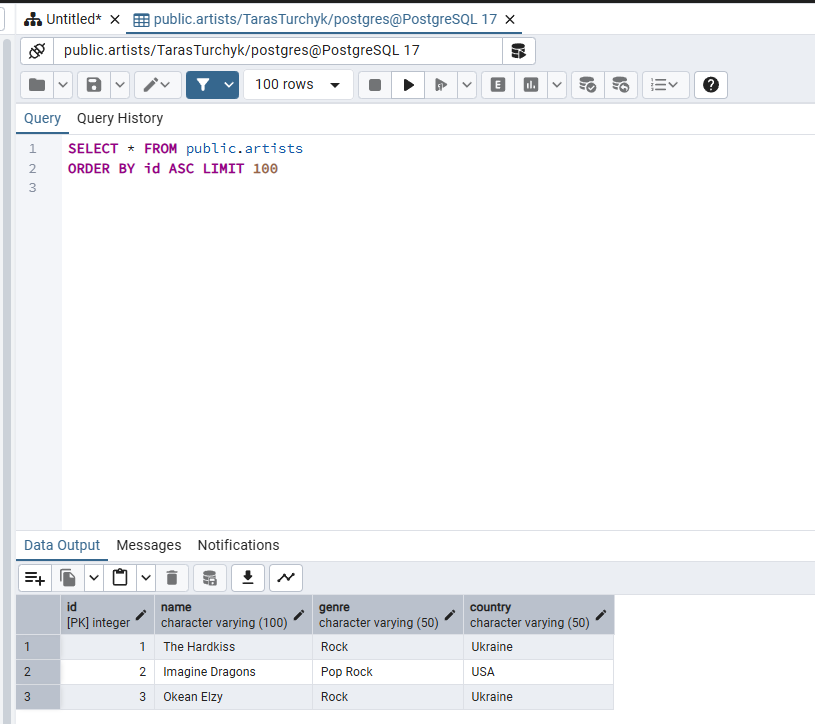 Untitled* public.artists/TarasTurchyk/postgres@PostgreSQL 17
public.artists/TarasTurchyk/postgres@PostgreSQL 17
100 rows E
Query Query History
1 SELECT * FROM public.artists
2 ORDER BY id ASC LIMIT 100
3
Data Output Messages Notifications
id name genre country
[PK] integer character varying (100) character varying (50) character varying (50)
1 1 The Hardkiss Rock Ukraine
2 2 Imagine Dragons Pop Rock USA
3 3 Okean Elzy Rock Ukraine